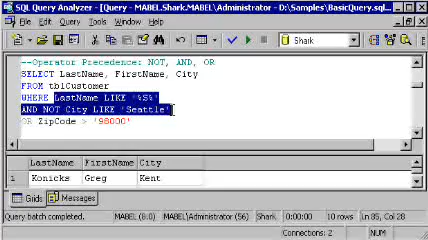 SQL Query Analyzer - [Query - MABEL.Shark.MABEL\Administrator - D:\Samples\BasicQuery.sql...
File Edit Query Tools Window Help
Shark
--Operator Precedence: NOT, AND, OR
SELECT LastName, FirstName, City
FROM tblCustomer
WHERE LastName LIKE '%S%'
AND NOT City LIKE 'Seattle'
OR ZipCode > '98000'
LastName FirstName City
1 Konicks Greg Kent
Grids Messages
Query batch completed. MABEL (8.0) MABEL\Administrator (56) Shark 0:00:00 10 rows Ln 85, Col 28
Connections: 2 NUM